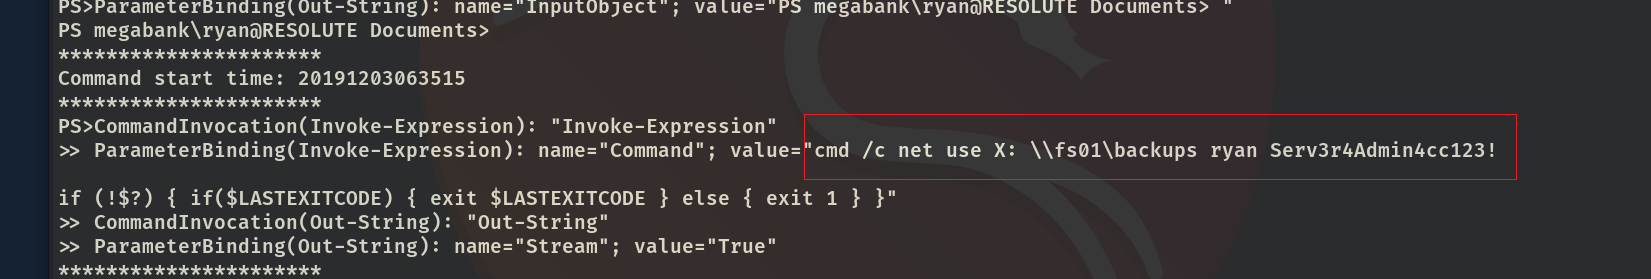 PS>ParameterBinding(Out-String): name="InputObject"; value="PS megabank\ryan@RESOLUTE Documents> "
PS megabank\ryan@RESOLUTE Documents>
**********************
Command start time: 20191203063515
**********************
PS>CommandInvocation(Invoke-Expression): "Invoke-Expression"
>> ParameterBinding(Invoke-Expression): name="Command"; value="cmd /c net use X: \\fs01\backups ryan Serv3r4Admin4cc123!
if (!$?) { if($LASTEXITCODE) { exit $LASTEXITCODE } else { exit 1 } }"
>> CommandInvocation(Out-String): "Out-String"
>> ParameterBinding(Out-String): name="Stream"; value="True"
**********************